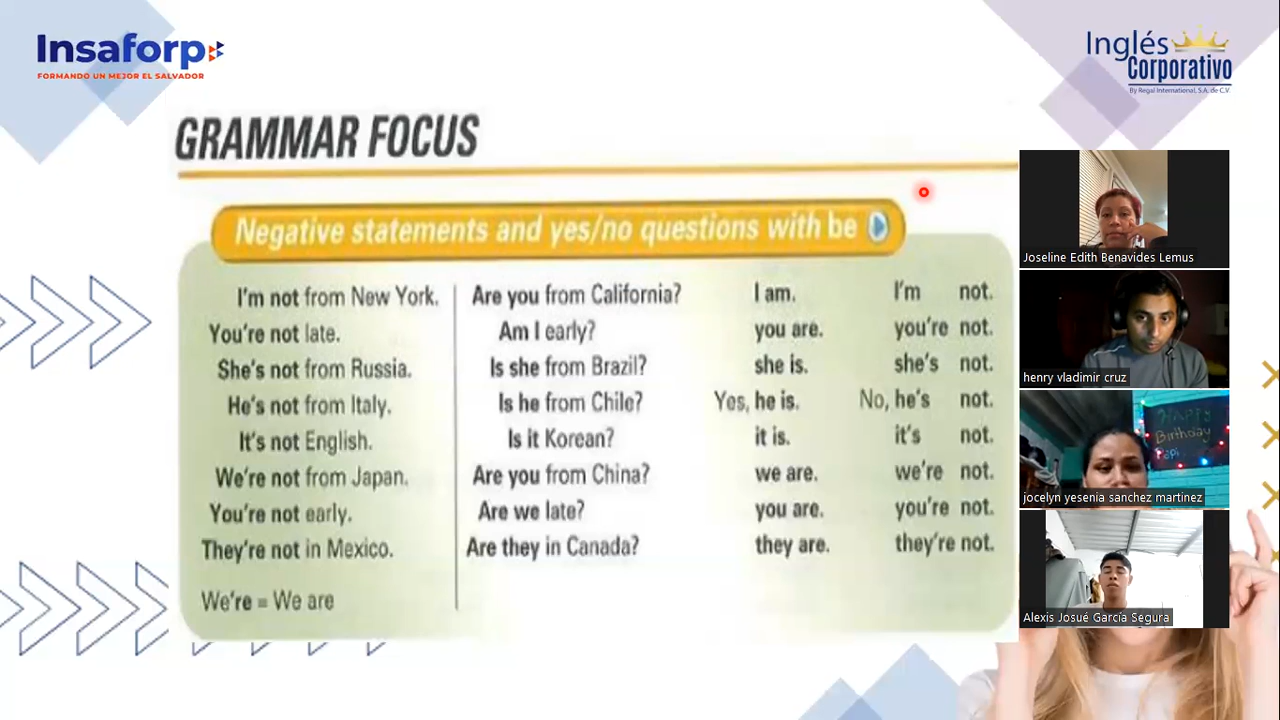 Insaforp
FORMANDO UN MEJOR EL SALVADOR
Inglés
Corporativo
By Regal International, S.A. de C.V.
GRAMMAR FOCUS
Negative statements and yes/no questions with be
I'm not from New York. Are you from California? I am. I'm not.
You're not late. Am I early? you are. you're not.
She's not from Russia. Is she from Brazil? she is. she's not.
He's not from Italy. Is he from Chile? Yes, he is. No, he's not.
It's not English. Is it Korean? it is. it's not.
We're not from Japan. Are you from China? we are. we're not.
You're not early. Are we late? you are. you're not.
They're not in Mexico. Are they in Canada? they are. they're not.
We're = We are
Joseline Edith Benavides Lemus
henry vladimir cruz
HAPPY
Birthday
Papi
jocelyn yesenia sanchez martinez
Alexis Josué García Segura